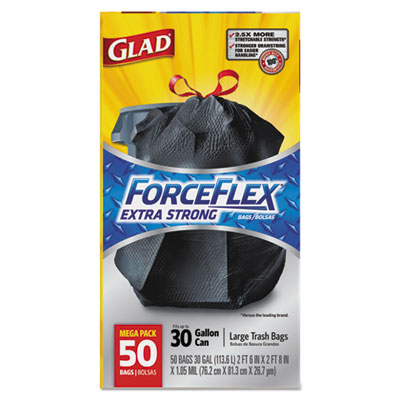 GLAD
2.5X MORE
STRETCHABLE STRENGTH*
STRONGER DRAWSTRING
FOR EASIER
HANDLING*
100%
FORCEFLEX
EXTRA STRONG
BAGS/BOLSAS
*Versus the leading brand.
MEGA PACK
50
BAGS | BOLSAS
Fits up to
30 Gallon
Can
Large Trash Bags
Bolsas de Basura Grandes
50 BAGS 30 GAL (113.6 L) 2 FT 6 IN X 2 FT 8 IN
X 1.05 MIL (76.2 cm X 81.3 cm X 26.7 µm)